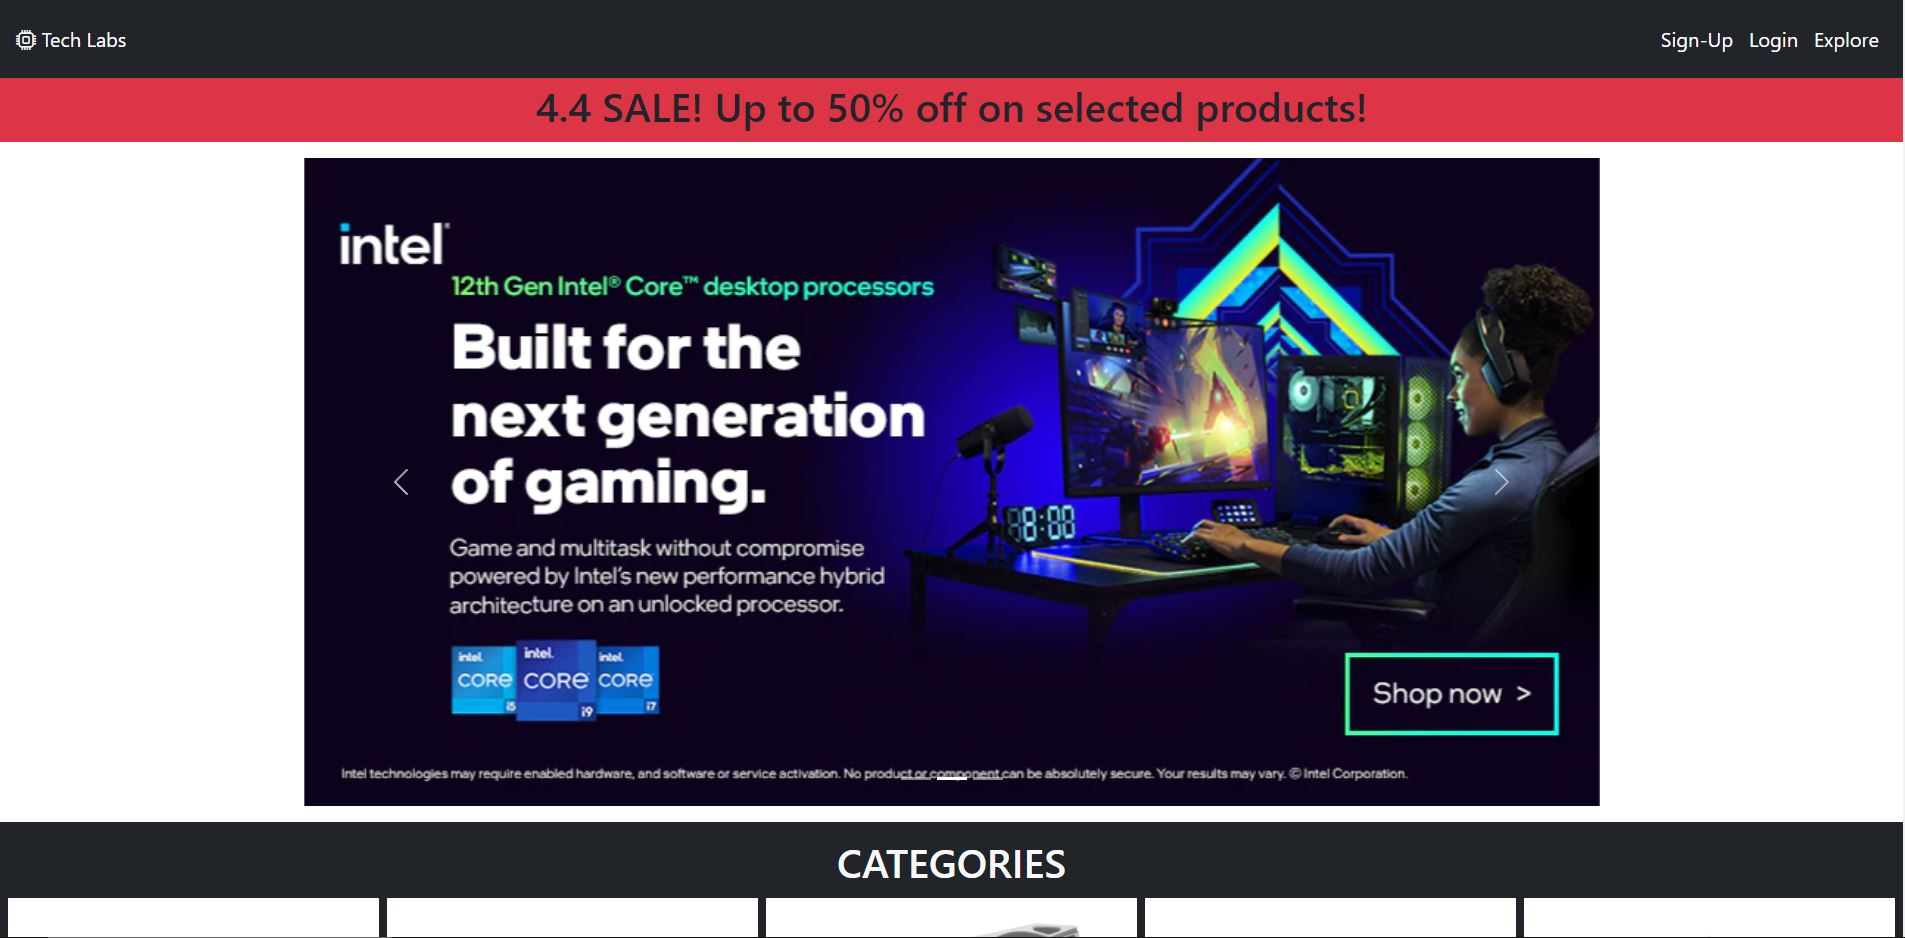 Tech Labs
Sign-Up Login Explore
4.4 SALE! Up to 50% off on selected products!
intel®
12th Gen Intel® Core™ desktop processors
Built for the
next generation
of gaming.
Game and multitask without compromise
powered by Intel's new performance hybrid
architecture on an unlocked processor.
8:00
intel. CORE i5
intel. CORE i9
intel. CORE i7
Shop now >
Intel technologies may require enabled hardware, and software or service activation. No product or component can be absolutely secure. Your results may vary. © Intel Corporation.
CATEGORIES